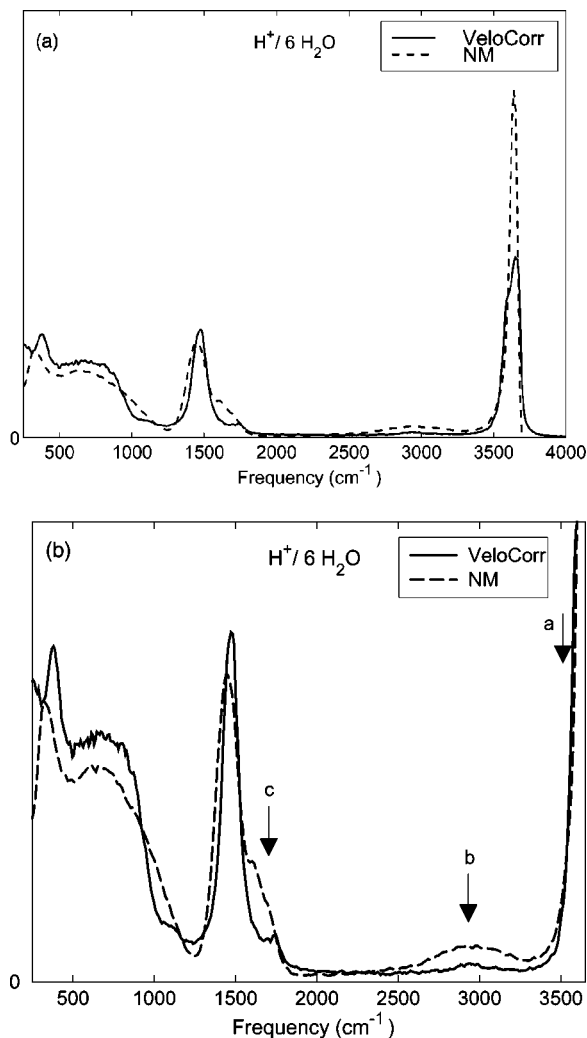 (a)
H⁺/ 6 H₂O
VeloCorr
NM
0
500 1000 1500 2000 2500 3000 3500 4000
Frequency (cm⁻¹)
(b)
H⁺/ 6 H₂O
VeloCorr
NM
a
c
b
0
500 1000 1500 2000 2500 3000 3500
Frequency (cm⁻¹)